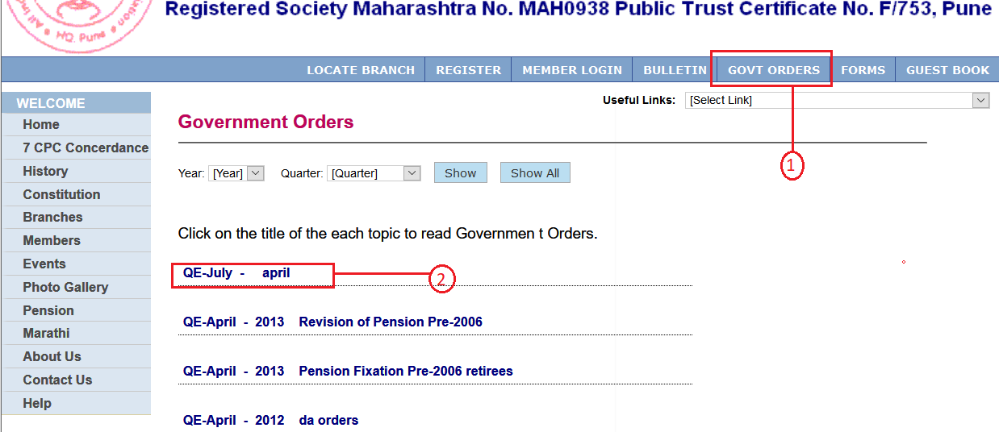 Registered Society Maharashtra No. MAH0938 Public Trust Certificate No. F/753, Pune
HQ. Pune
LOCATE BRANCH REGISTER MEMBER LOGIN BULLETIN GOVT ORDERS FORMS GUEST BOOK
WELCOME
Home
7 CPC Concordance
History
Constitution
Branches
Members
Events
Photo Gallery
Pension
Marathi
About Us
Contact Us
Help
Useful Links: [Select Link]
1
Government Orders
Year: [Year] Quarter: [Quarter] Show Show All
Click on the title of the each topic to read Governmen t Orders.
QE-July - april
2
QE-April - 2013 Revision of Pension Pre-2006
QE-April - 2013 Pension Fixation Pre-2006 retirees
QE-April - 2012 da orders